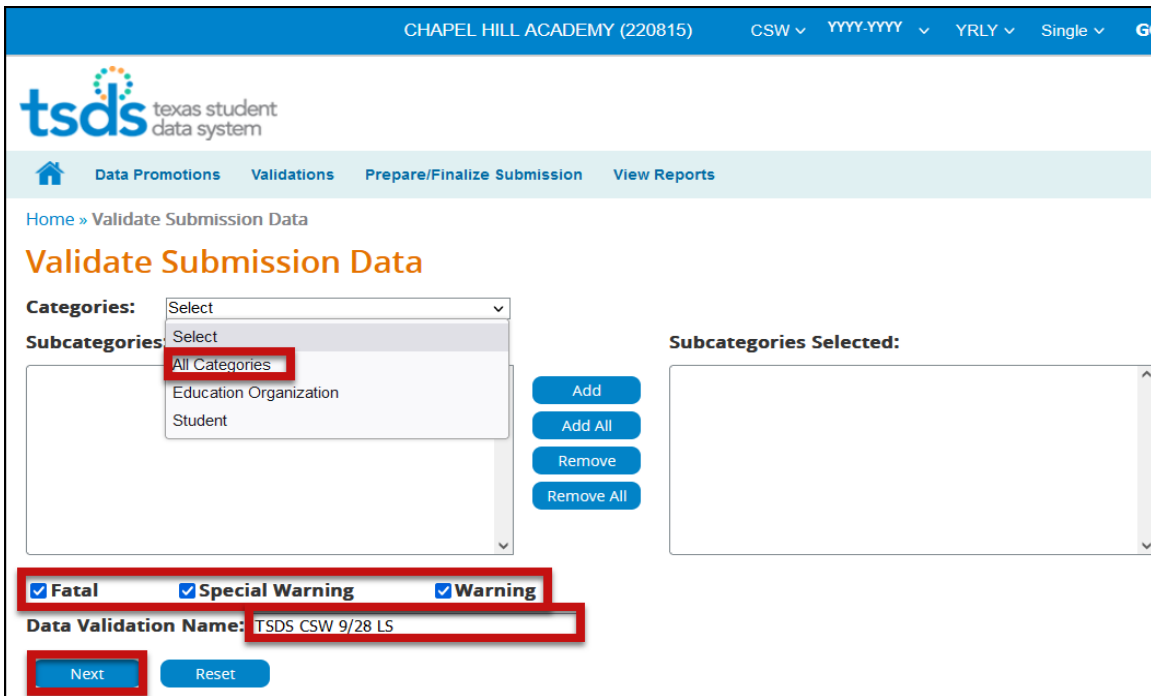 CHAPEL HILL ACADEMY (220815) CSW YYYY-YYYY YRLY Single
tsds texas student
data system
Data Promotions Validations Prepare/Finalize Submission View Reports
Home » Validate Submission Data
Validate Submission Data
Categories: Select
Subcategories Select Subcategories Selected:
All Categories
Education Organization
Student
Add
Add All
Remove
Remove All
Fatal Special Warning Warning
Data Validation Name: TSDS CSW 9/28 LS
Next Reset